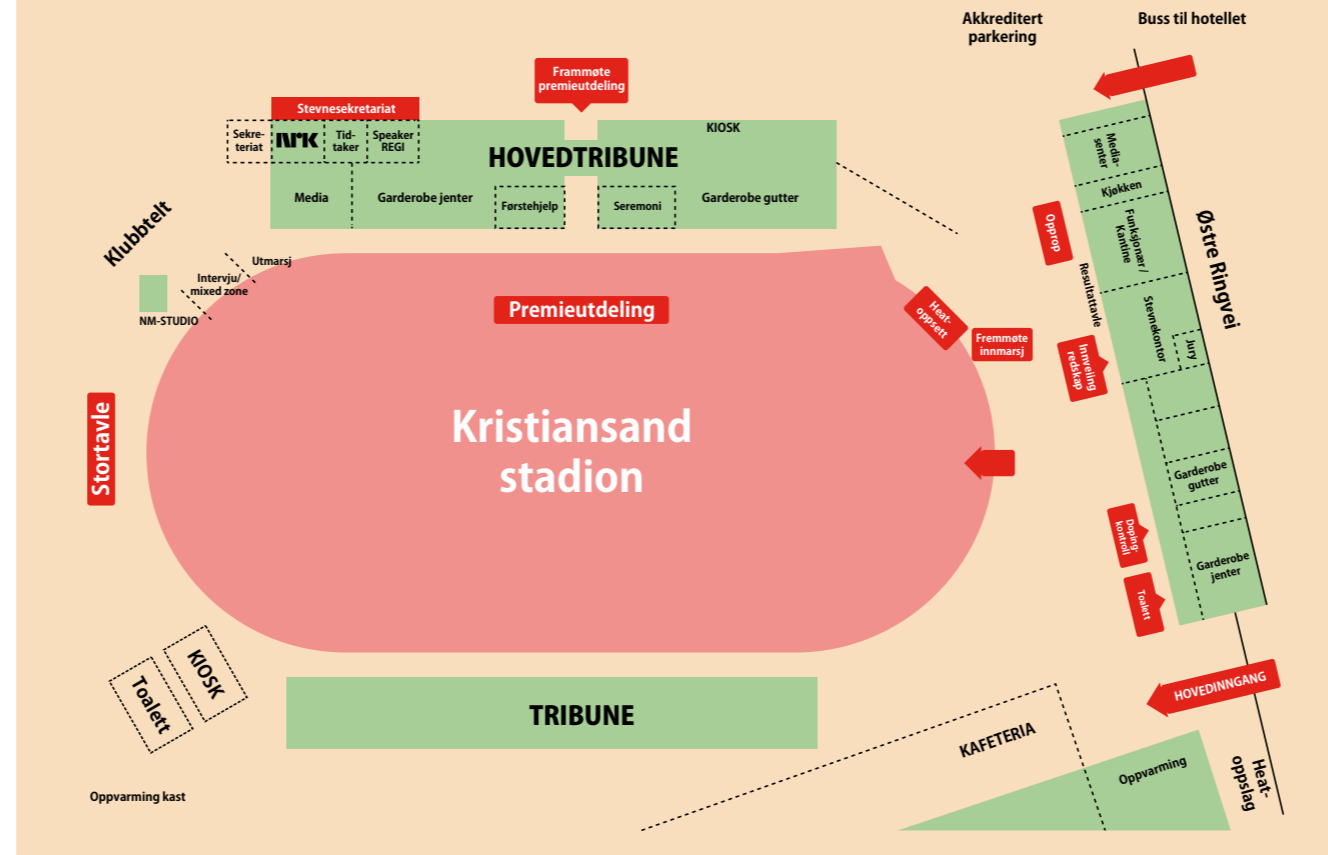 Akkreditert
parkering
Buss til hotellet
Frammøte
premieutdeling
Stevnesekretariat
Sekre-
teriat
NRK
Tid-
taker
Speaker
REGI
KIOSK
HOVEDTRIBUNE
Media
Garderobe jenter
Førstehjelp
Seremoni
Garderobe gutter
Klubbtelt
Utmarsj
Intervju/
mixed zone
NM-STUDIO
Premieutdeling
Heat-
oppsett
Fremmøte
innmarsj
Opprop
Resultattavle
Innveiing
redskap
Media-
senter
Kjøkken
Funksjonær /
Kantine
Stevnekontor
Jury
Østre Ringvei
Stortavle
Kristiansand
stadion
Garderobe
gutter
Doping-
kontroll
Garderobe
jenter
Toalett
KIOSK
Toalett
TRIBUNE
HOVEDINNGANG
KAFETERIA
Oppvarming
Heat-
oppslag
Oppvarming kast